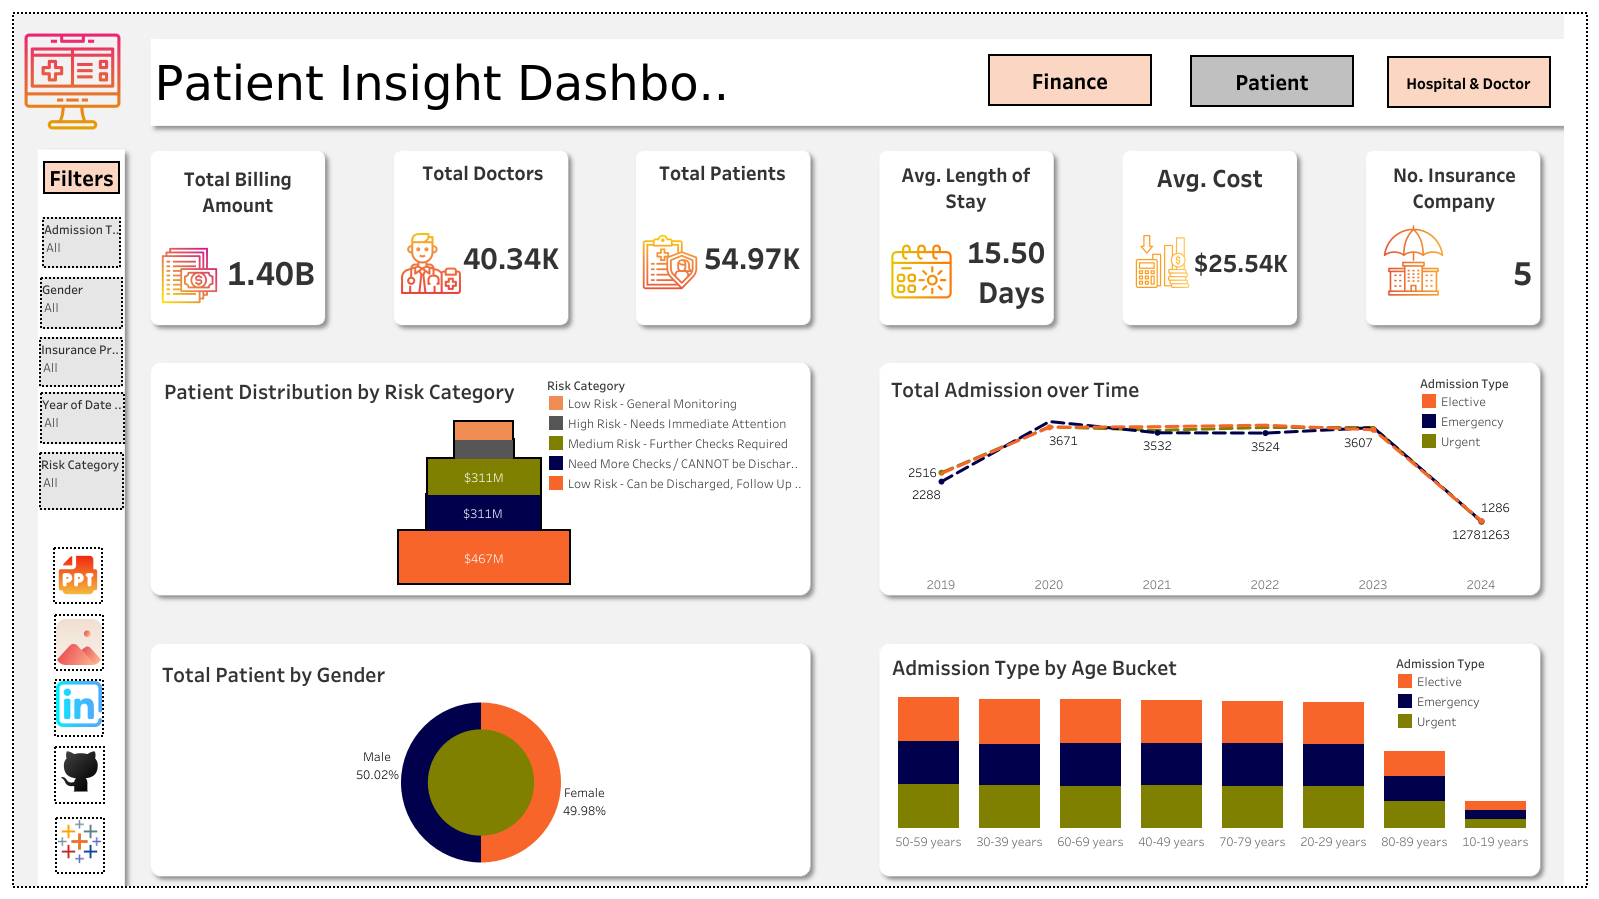 Patient Insight Dashbo..
Finance
Patient
Hospital & Doctor
Filters
Admission T..
All
Gender
All
Insurance Pr..
All
Year of Date ..
All
Risk Category
All
PPT
in
Total Billing
Amount
1.40B
Total Doctors
40.34K
Total Patients
54.97K
Avg. Length of
Stay
15.50
Days
Avg. Cost
$25.54K
No. Insurance
Company
5
Patient Distribution by Risk Category
Risk Category
Low Risk - General Monitoring
High Risk - Needs Immediate Attention
Medium Risk - Further Checks Required
Need More Checks / CANNOT be Dischar..
Low Risk - Can be Discharged, Follow Up ..
$311M
$311M
$467M
Total Admission over Time
Admission Type
Elective
Emergency
Urgent
2516
2288
3671
3532
3524
3607
1286
12781263
2019
2020
2021
2022
2023
2024
Total Patient by Gender
Male
50.02%
Female
49.98%
Admission Type by Age Bucket
Admission Type
Elective
Emergency
Urgent
50-59 years
30-39 years
60-69 years
40-49 years
70-79 years
20-29 years
80-89 years
10-19 years